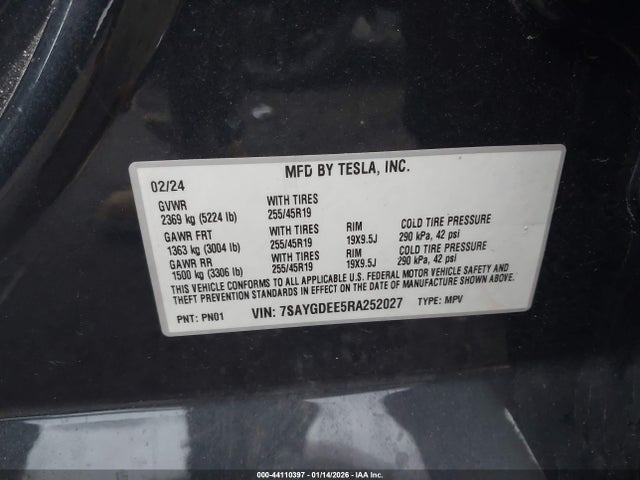 MFD BY TESLA, INC.
02/24
GVWR WITH TIRES
2369 kg (5224 lb) 255/45R19
GAWR FRT WITH TIRES RIM COLD TIRE PRESSURE
1363 kg (3004 lb) 255/45R19 19X9.5J 290 kPa, 42 psi
GAWR RR WITH TIRES RIM COLD TIRE PRESSURE
1500 kg (3306 lb) 255/45R19 19X9.5J 290 kPa, 42 psi
THIS VEHICLE CONFORMS TO ALL APPLICABLE U.S. FEDERAL MOTOR VEHICLE SAFETY AND
THEFT PREVENTION STANDARDS IN EFFECT ON THE DATE OF MANUFACTURE SHOWN ABOVE.
PNT: PN01 VIN: 7SAYGDEE5RA252027 TYPE: MPV
000-44110397 - 01/14/2026 - IAA Inc.